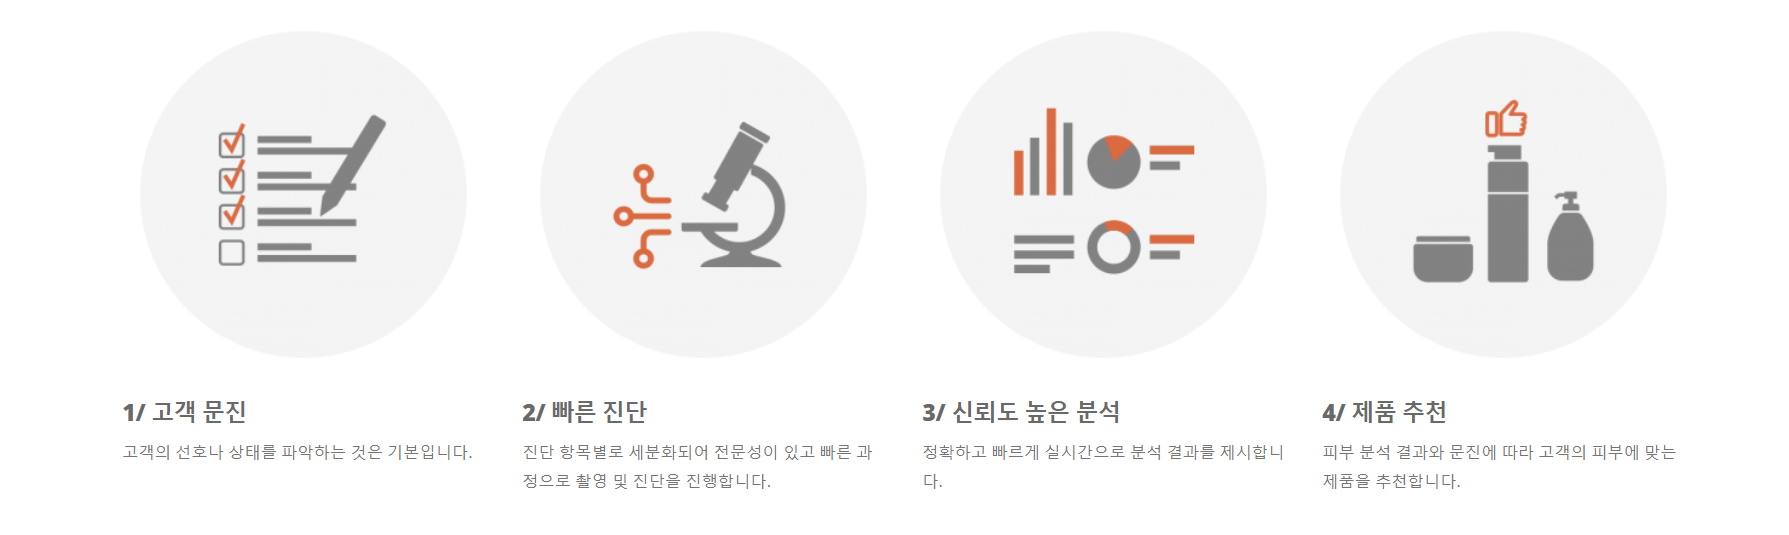 1/ 고객 문진
고객의 선호나 상태를 파악하는 것은 기본입니다.
2/ 빠른 진단
진단 항목별로 세분화되어 전문성이 있고 빠른 과
정으로 촬영 및 진단을 진행합니다.
3/ 신뢰도 높은 분석
정확하고 빠르게 실시간으로 분석 결과를 제시합니
다.
4/ 제품 추천
피부 분석 결과와 문진에 따라 고객의 피부에 맞는
제품을 추천합니다.